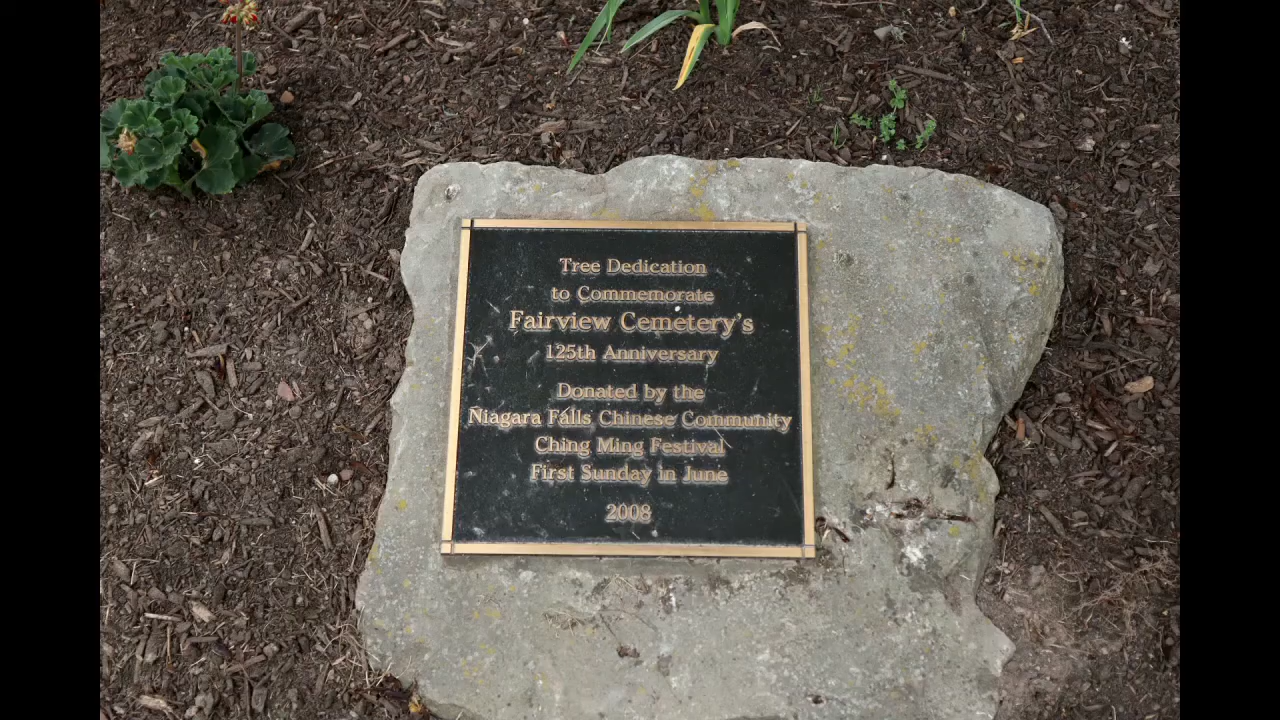 Tree Dedication
to Commemorate
Fairview Cemetery's
125th Anniversary
Donated by the
Niagara Falls Chinese Community
Ching Ming Festival
First Sunday in June
2008